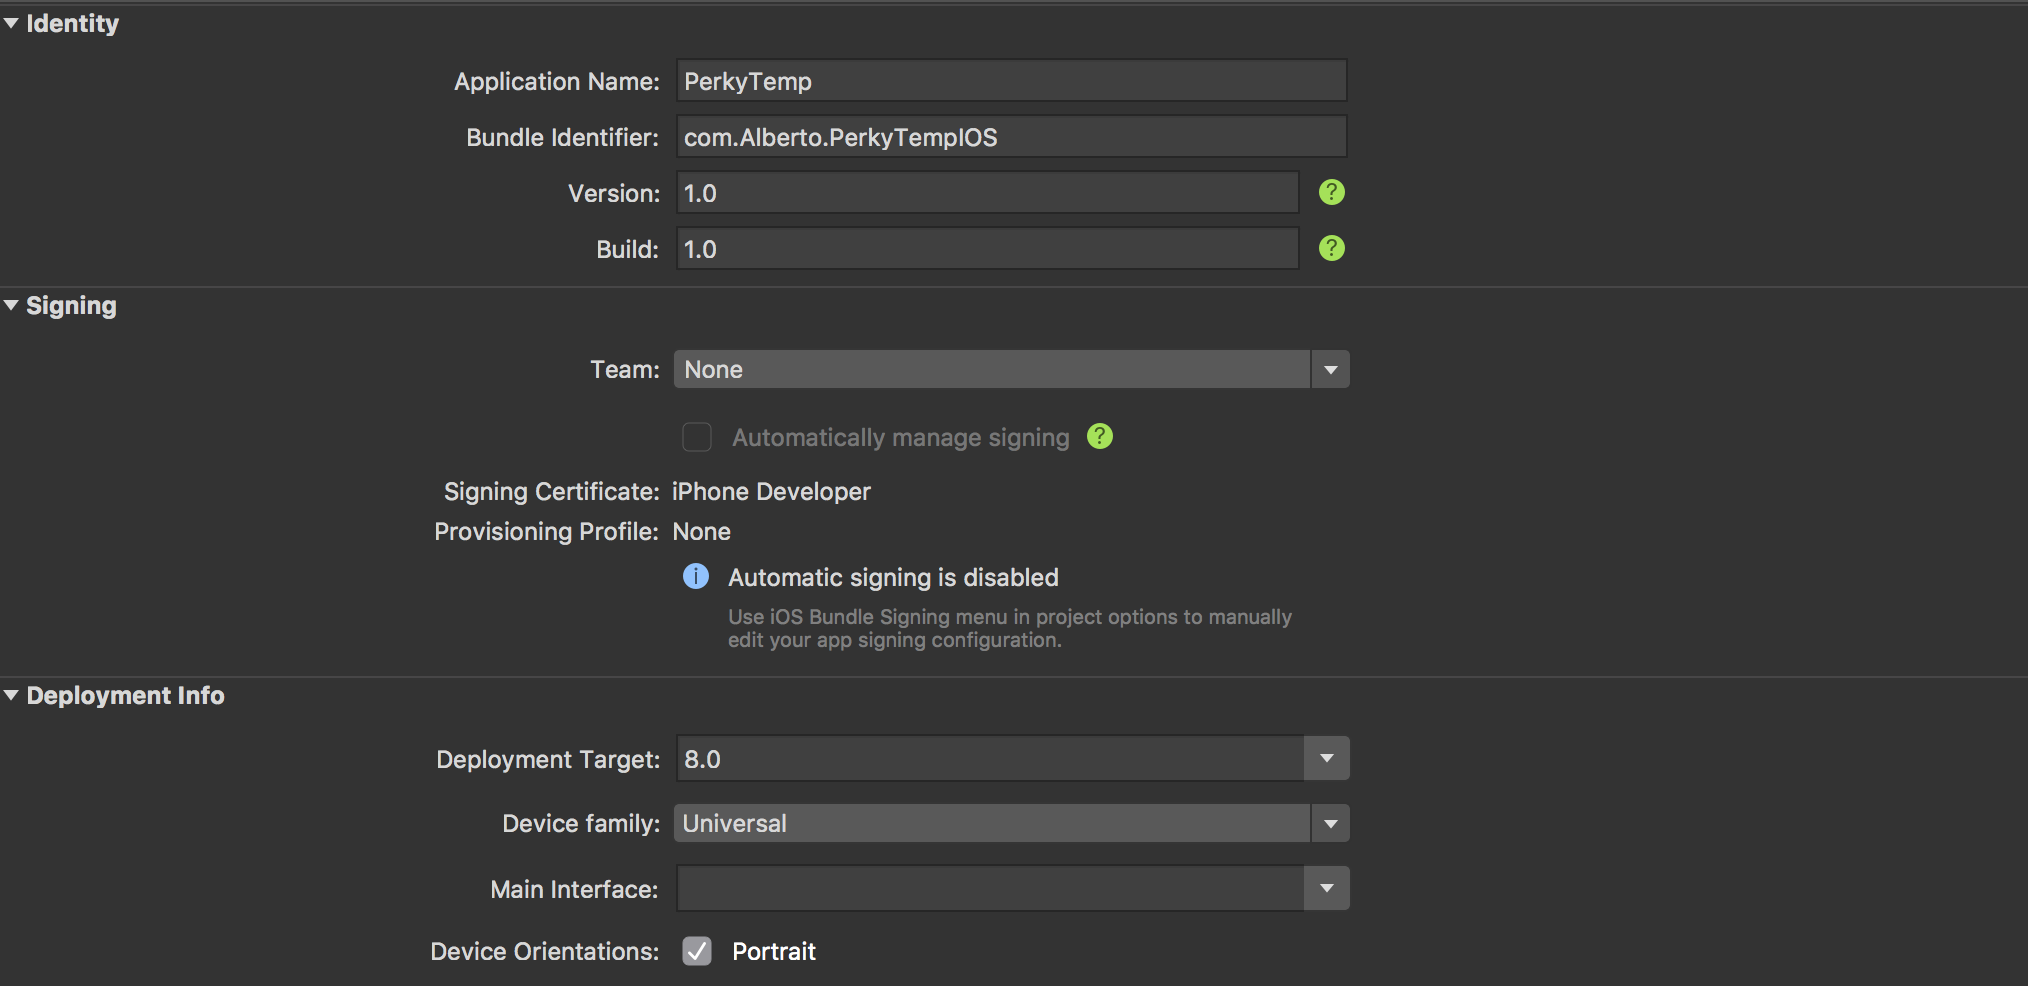 Identity
Application Name: PerkyTemp
Bundle Identifier: com.Alberto.PerkyTempIOS
Version: 1.0 ?
Build: 1.0 ?
Signing
Team: None
Automatically manage signing ?
Signing Certificate: iPhone Developer
Provisioning Profile: None
i Automatic signing is disabled
Use iOS Bundle Signing menu in project options to manually
edit your app signing configuration.
Deployment Info
Deployment Target: 8.0
Device family: Universal
Main Interface:
Device Orientations: Portrait